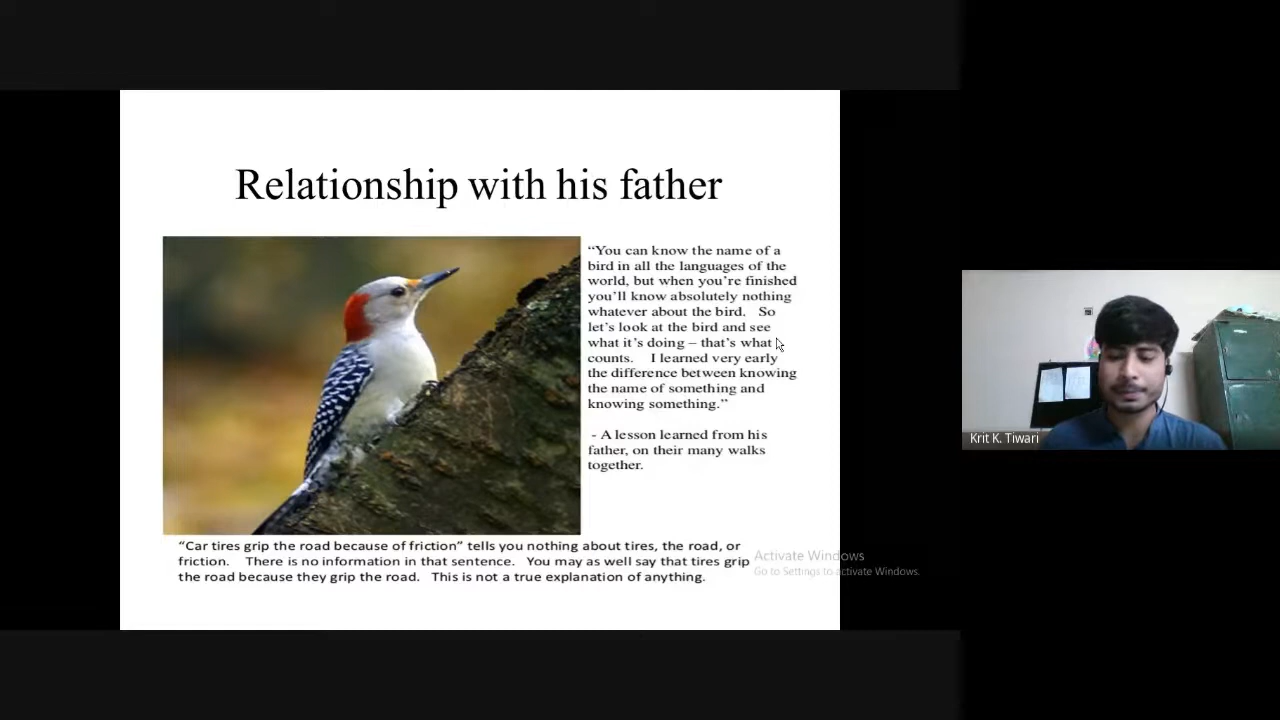 Relationship with his father
“You can know the name of a
bird in all the languages of the
world, but when you’re finished
you’ll know absolutely nothing
whatever about the bird. So
let’s look at the bird and see
what it’s doing – that’s what
counts. I learned very early
the difference between knowing
the name of something and
knowing something.”
- A lesson learned from his
father, on their many walks
together.
“Car tires grip the road because of friction” tells you nothing about tires, the road, or
friction. There is no information in that sentence. You may as well say that tires grip
the road because they grip the road. This is not a true explanation of anything.
Activate Windows
Go to Settings to activate Windows.
Krit K. Tiwari